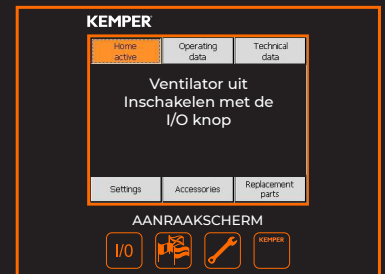 KEMPER
Home
active
Operating
data
Technical
data
Ventilator uit
Inschakelen met de
I/O knop
Settings
Accessories
Replacement
parts
AANRAAKSCHERM
I/O
KEMPER